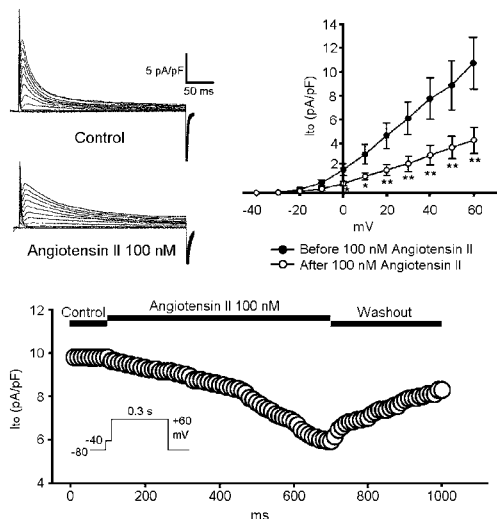 5 pA/pF
50 ms
Control
Angiotensin II 100 nM
Ito (pA/pF)
14
12
10
8
6
4
2
-40 -20 0 20 40 60
* * ** ** ** ** **
mV
Before 100 nM Angiotensin II
After 100 nM Angiotensin II
Control Angiotensin II 100 nM Washout
Ito (pA/pF)
12
10
8
6
4
0.3 s
+60
mV
-40
-80
0 200 400 600 800 1000
ms